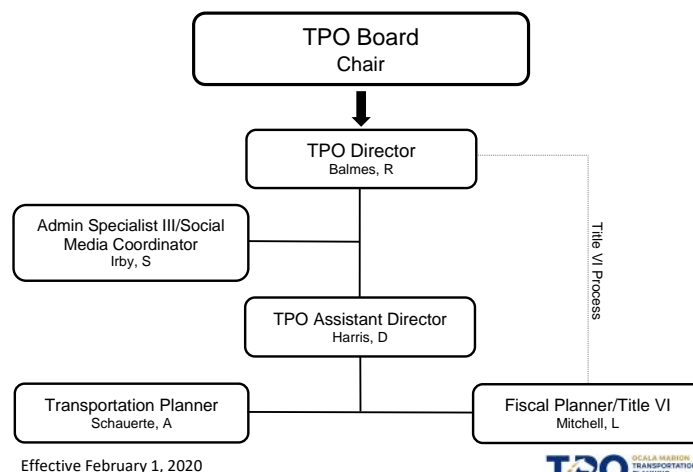 TPO Board
Chair
TPO Director
Balmes, R
Admin Specialist III/Social
Media Coordinator
Irby, S
Title VI Process
TPO Assistant Director
Harris, D
Transportation Planner
Schauerte, A
Fiscal Planner/Title VI
Mitchell, L
Effective February 1, 2020
TPO
OCALA MARION
TRANSPORTATION